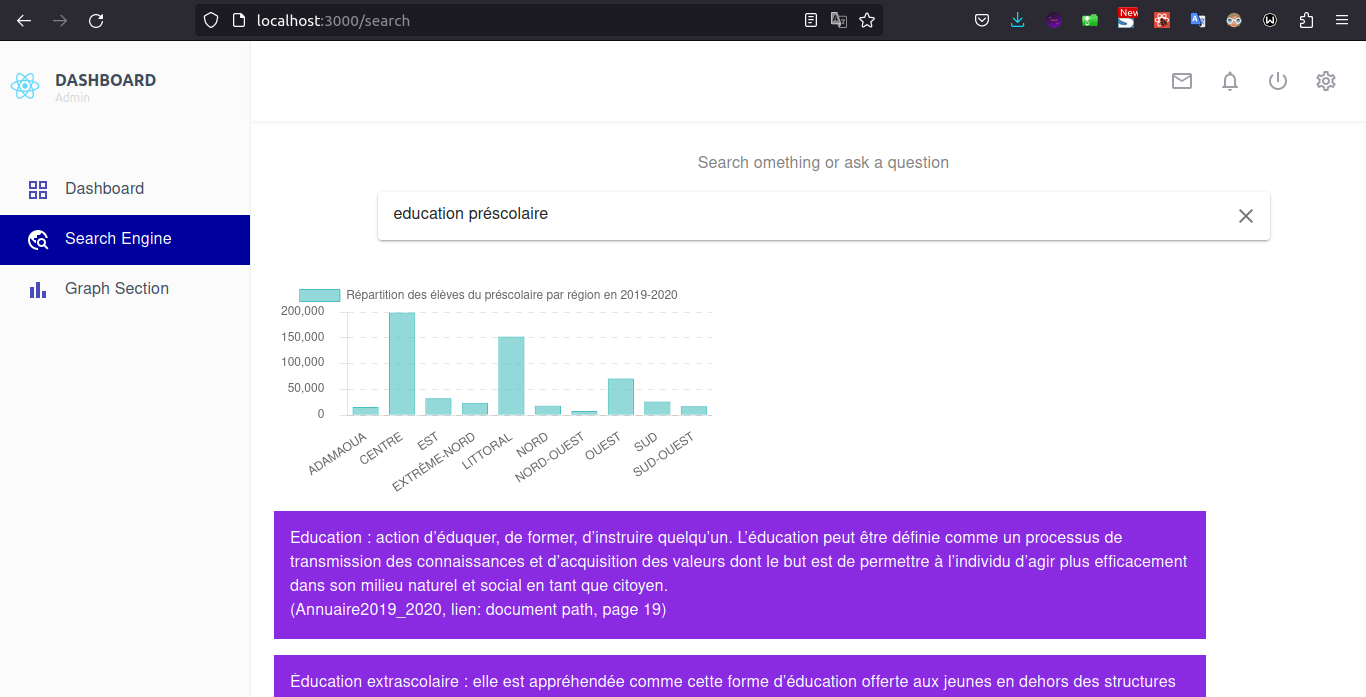 localhost:3000/search
New
DASHBOARD
Admin
Dashboard
Search Engine
Graph Section
Search omething or ask a question
education préscolaire
Répartition des élèves du préscolaire par région en 2019-2020
200,000
150,000
100,000
50,000
0
ADAMAOUA
CENTRE
EST
EXTRÊME-NORD
LITTORAL
NORD
NORD-OUEST
OUEST
SUD
SUD-OUEST
Education : action d’éduquer, de former, d’instruire quelqu’un. L’éducation peut être définie comme un processus de
transmission des connaissances et d’acquisition des valeurs dont le but est de permettre à l’individu d’agir plus efficacement
dans son milieu naturel et social en tant que citoyen.
(Annuaire2019_2020, lien: document path, page 19)
Éducation extrascolaire : elle est appréhendée comme cette forme d’éducation offerte aux jeunes en dehors des structures